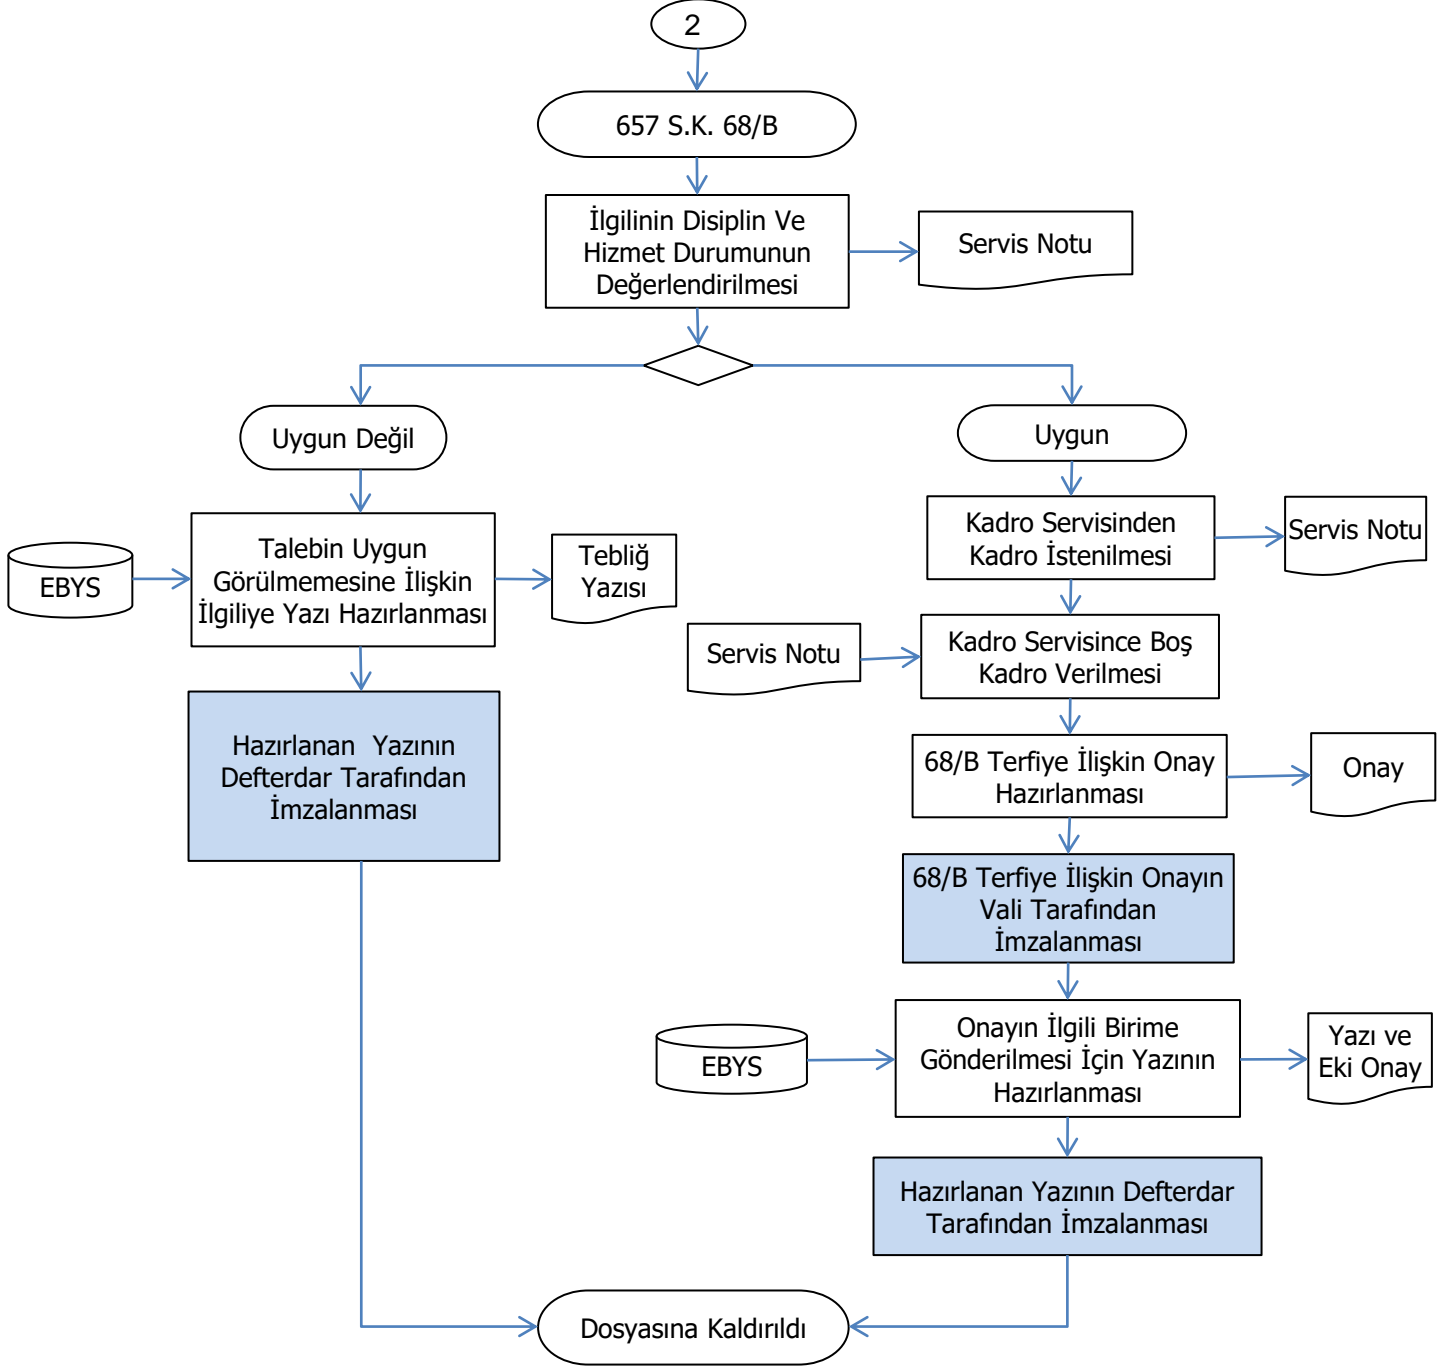 2
657 S.K. 68/B
İlgilinin Disiplin Ve
Hizmet Durumunun
Değerlendirilmesi
Servis Notu
Uygun Değil
Uygun
Talebin Uygun
Görülmemesine İlişkin
İlgiliye Yazı Hazırlanması
EBYS
Tebliğ
Yazısı
Kadro Servisinden
Kadro İstenilmesi
Servis Notu
Servis Notu
Kadro Servisince Boş
Kadro Verilmesi
Hazırlanan  Yazının
Defterdar Tarafından
İmzalanması
68/B Terfiye İlişkin Onay
Hazırlanması
Onay
68/B Terfiye İlişkin Onayın
Vali Tarafından
İmzalanması
EBYS
Onayın İlgili Birime
Gönderilmesi İçin Yazının
Hazırlanması
Yazı ve
Eki Onay
Hazırlanan Yazının Defterdar
Tarafından İmzalanması
Dosyasına Kaldırıldı